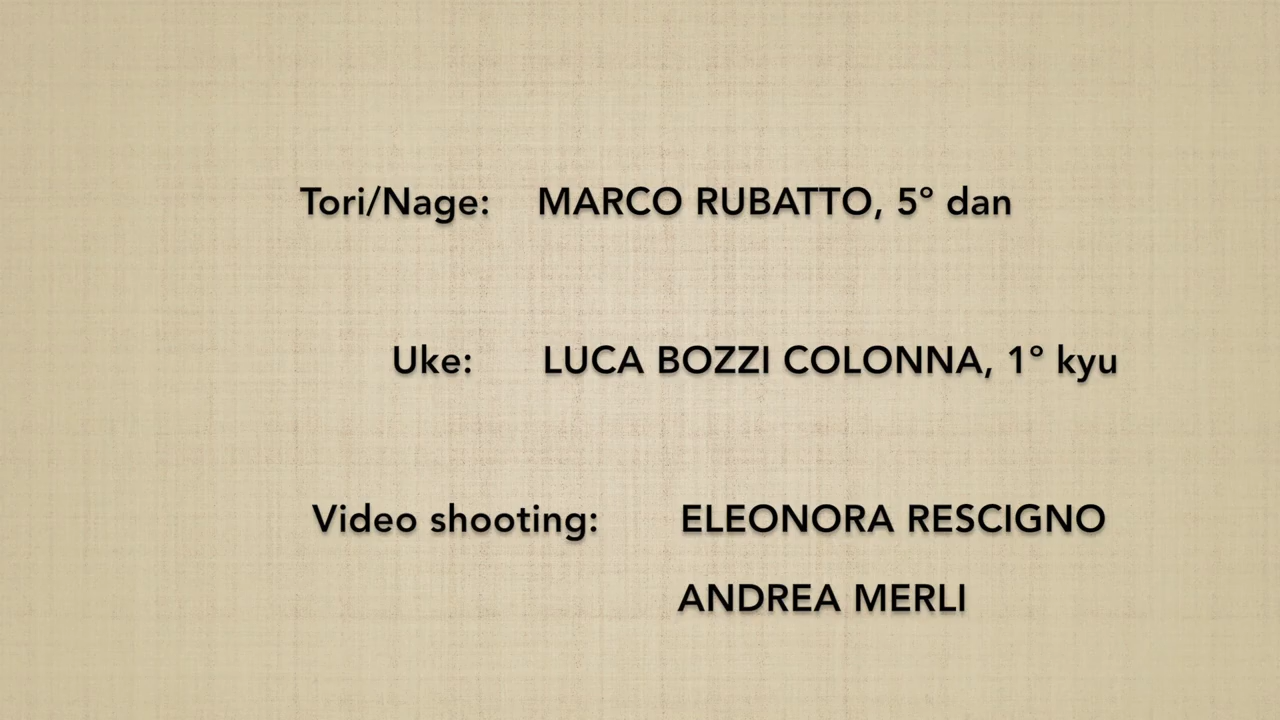 Tori/Nage: MARCO RUBATTO, 5° dan
Uke: LUCA BOZZI COLONNA, 1° kyu
Video shooting: ELEONORA RESCIGNO
ANDREA MERLI